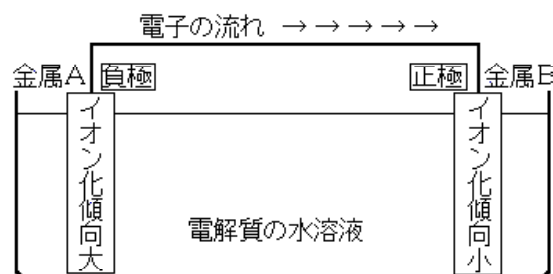 電子の流れ →→→→→
金属A 負極 正極 金属B
イオン化傾向大
イオン化傾向小
電解質の水溶液